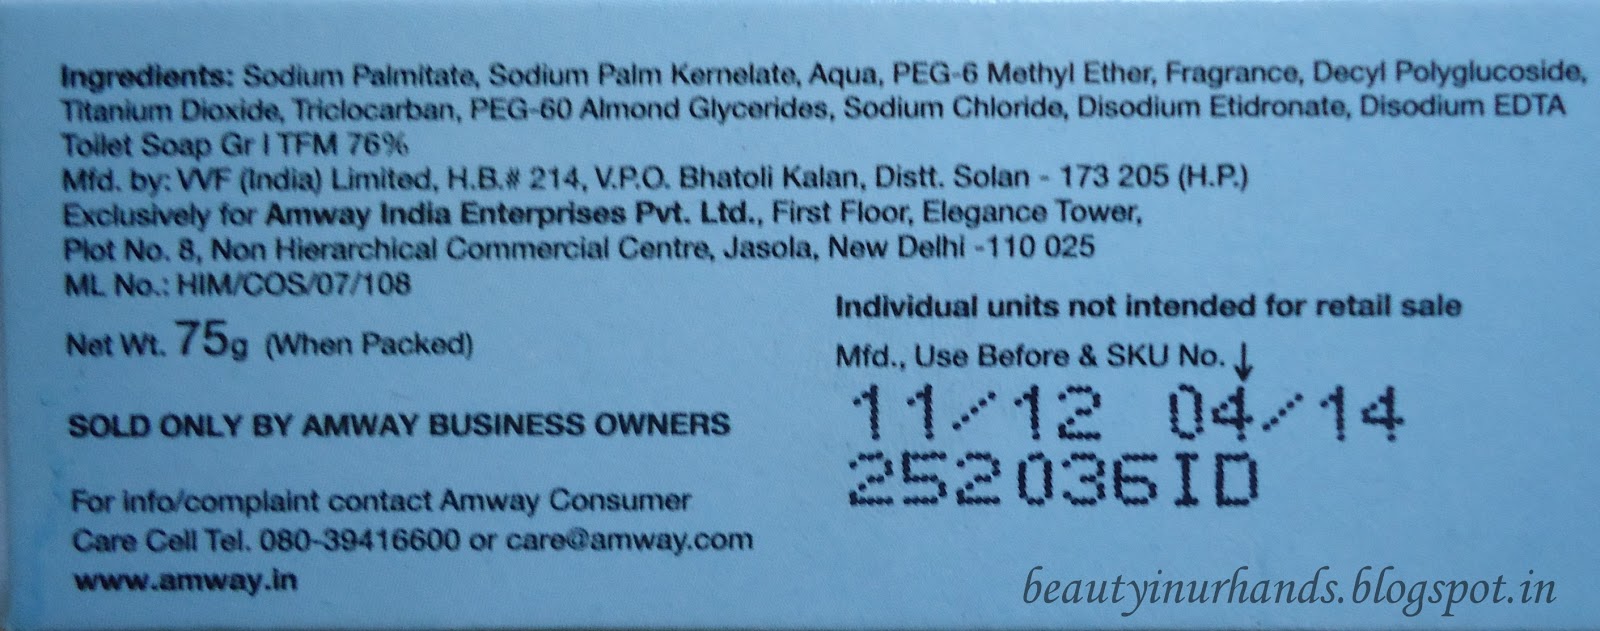 Ingredients: Sodium Palmitate, Sodium Palm Kernelate, Aqua, PEG-6 Methyl Ether, Fragrance, Decyl Polyglucoside,
Titanium Dioxide, Triclocarban, PEG-60 Almond Glycerides, Sodium Chloride, Disodium Etidronate, Disodium EDTA
Toilet Soap Gr I TFM 76%
Mfd. by: VVF (India) Limited, H.B.# 214, V.P.O. Bhatoli Kalan, Distt. Solan - 173 205 (H.P.)
Exclusively for Amway India Enterprises Pvt. Ltd., First Floor, Elegance Tower,
Plot No. 8, Non Hierarchical Commercial Centre, Jasola, New Delhi -110 025
ML No.: HIM/COS/07/108
Net Wt. 75g (When Packed)
SOLD ONLY BY AMWAY BUSINESS OWNERS
For info/complaint contact Amway Consumer
Care Cell Tel. 080-39416600 or care@amway.com
www.amway.in
Individual units not intended for retail sale
Mfd., Use Before & SKU No. ↓
11/12 04/14
252036ID
beautyinurhands.blogspot.in